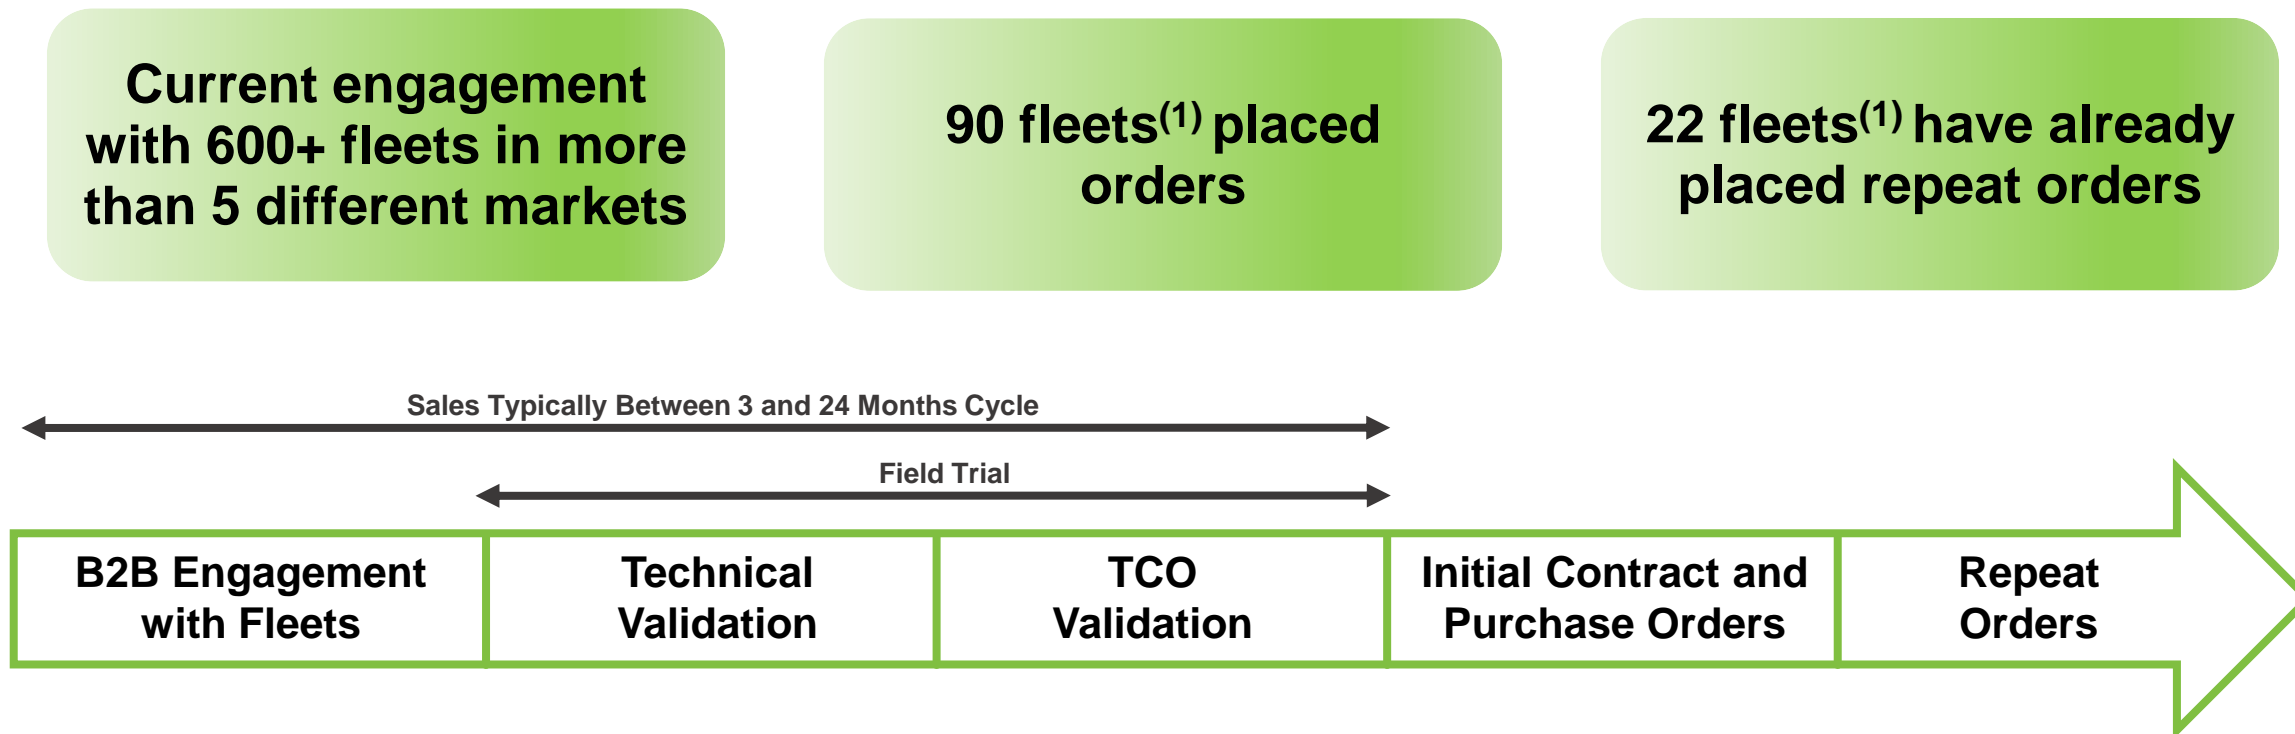 Current engagement
with 600+ fleets in more
than 5 different markets
90 fleets(1) placed
orders
22 fleets(1) have already
placed repeat orders
Sales Typically Between 3 and 24 Months Cycle
Field Trial
B2B Engagement
with Fleets
Technical
Validation
TCO
Validation
Initial Contract and
Purchase Orders
Repeat
Orders